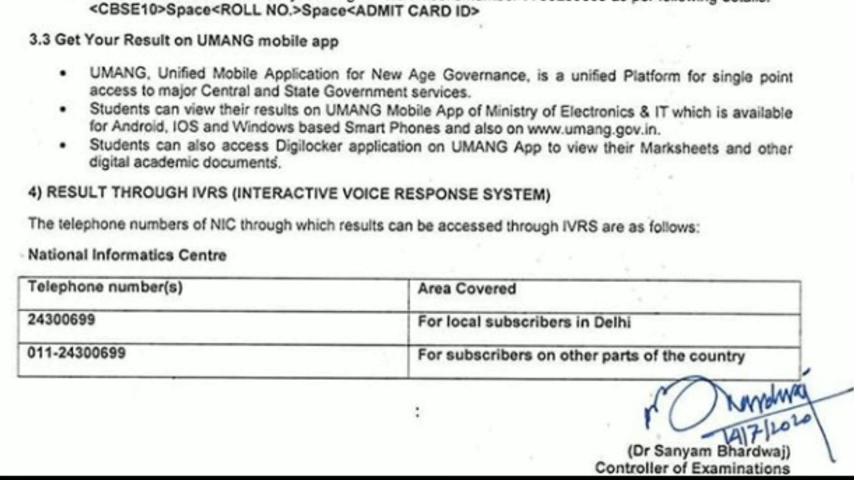 <CBSE10>Space<ROLL NO.>Space<ADMIT CARD ID>
3.3 Get Your Result on UMANG mobile app
• UMANG, Unified Mobile Application for New Age Governance, is a unified Platform for single point
access to major Central and State Government services.
• Students can view their results on UMANG Mobile App of Ministry of Electronics & IT which is available
for Android, IOS and Windows based Smart Phones and also on www.umang.gov.in.
• Students can also access Digilocker application on UMANG App to view their Marksheets and other
digital academic documents.
4) RESULT THROUGH IVRS (INTERACTIVE VOICE RESPONSE SYSTEM)
The telephone numbers of NIC through which results can be accessed through IVRS are as follows:
National Informatics Centre
Telephone number(s) Area Covered
24300699 For local subscribers in Delhi
011-24300699 For subscribers on other parts of the country
:
14/7/2020
(Dr Sanyam Bhardwaj)
Controller of Examinations